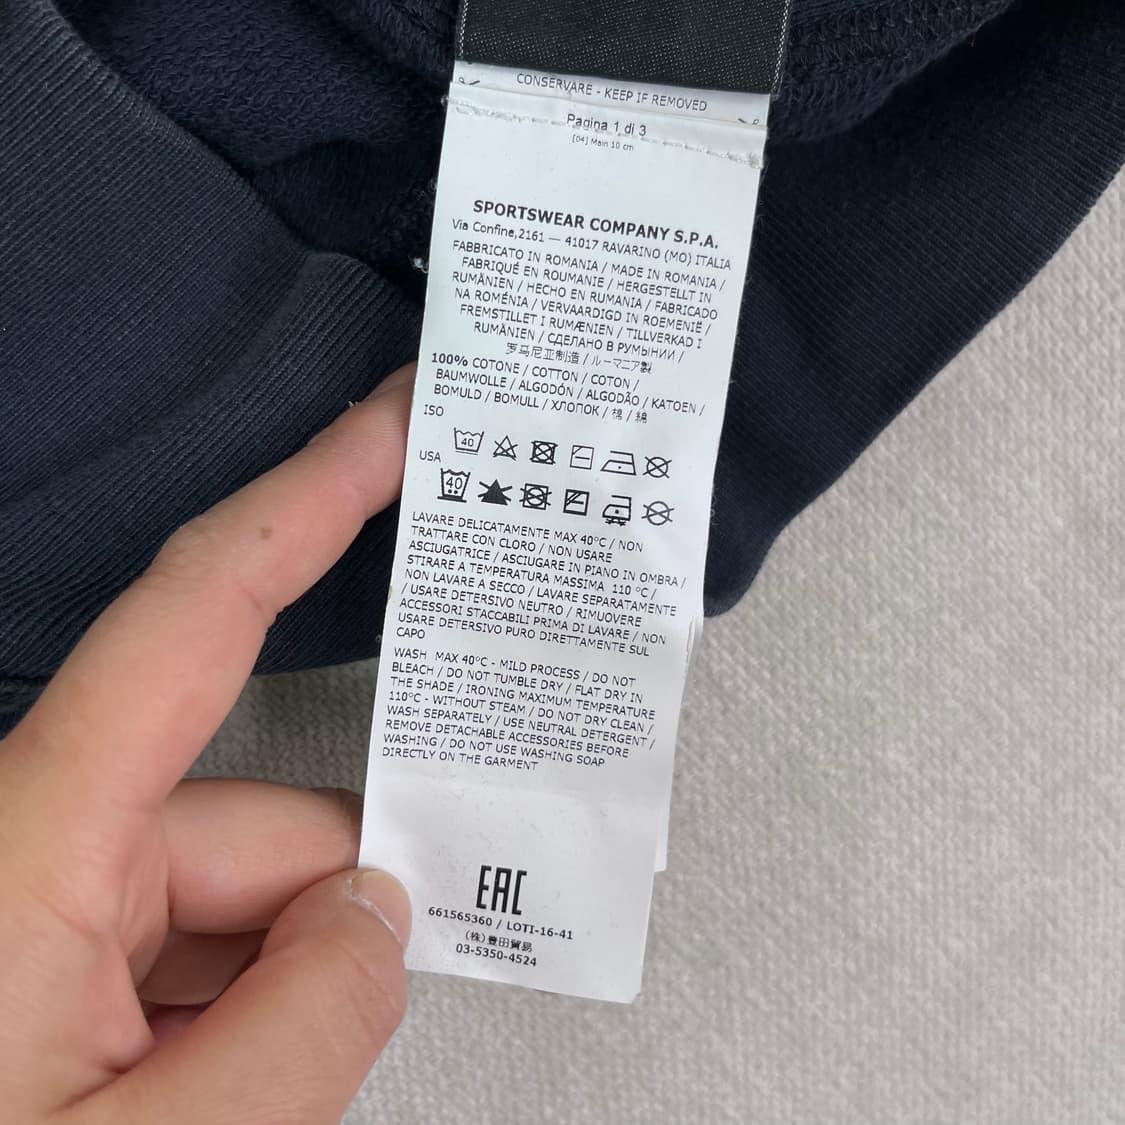 CONSERVARE - KEEP IF REMOVED
Pagina 1 di 3
[04] Main 10 cm
SPORTSWEAR COMPANY S.P.A.
Via Confine,2161 — 41017 RAVARINO (MO) ITALIA
FABBRICATO IN ROMANIA / MADE IN ROMANIA /
FABRIQUÉ EN ROUMANIE / HERGESTELLT IN
RUMÄNIEN / HECHO EN RUMANIA / FABRICADO
NA ROMÉNIA / VERVAARDIGD IN ROEMENIË /
FREMSTILLET I RUMÆNIEN / TILLVERKAD I
RUMÄNIEN / СДЕЛАНО В РУМЫНИИ /
罗马尼亚制造 / ルーマニア製
100% COTONE / COTTON / COTON /
BAUMWOLLE / ALGODÓN / ALGODÃO / KATOEN /
BOMULD / BOMULL / ХЛОПОК / 棉 / 綿
ISO
40
USA
40
LAVARE DELICATAMENTE MAX 40°C / NON
TRATTARE CON CLORO / NON USARE
ASCIUGATRICE / ASCIUGARE IN PIANO IN OMBRA /
STIRARE A TEMPERATURA MASSIMA 110 °C /
NON LAVARE A SECCO / LAVARE SEPARATAMENTE
/ USARE DETERSIVO NEUTRO / RIMUOVERE
ACCESSORI STACCABILI PRIMA DI LAVARE / NON
USARE DETERSIVO PURO DIRETTAMENTE SUL
CAPO
WASH MAX 40°C - MILD PROCESS / DO NOT
BLEACH / DO NOT TUMBLE DRY / FLAT DRY IN
THE SHADE / IRONING MAXIMUM TEMPERATURE
110°C - WITHOUT STEAM / DO NOT DRY CLEAN /
WASH SEPARATELY / USE NEUTRAL DETERGENT /
REMOVE DETACHABLE ACCESSORIES BEFORE
WASHING / DO NOT USE WASHING SOAP
DIRECTLY ON THE GARMENT
EAC
661565360 / LOTI-16-41
(株)豊田貿易
03-5350-4524